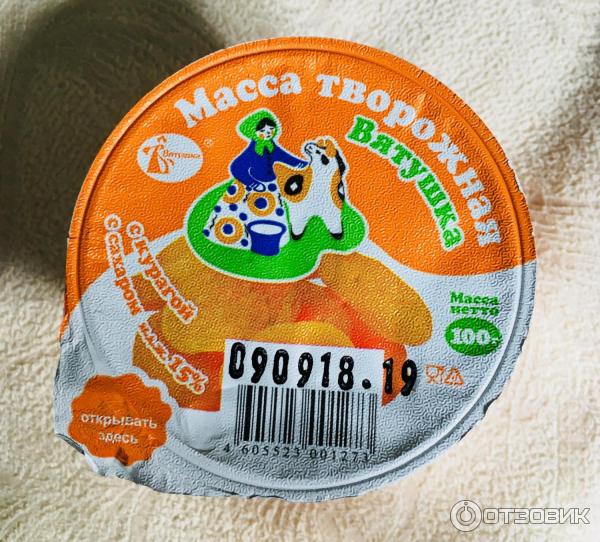 Масса творожная
Вятушка
Вятушка
®
с курагой
с сахаром
м.д.ж. 15%
Масса
нетто
100г
090918.19
открывать
здесь
4 605523 001273
ОТЗОВИК